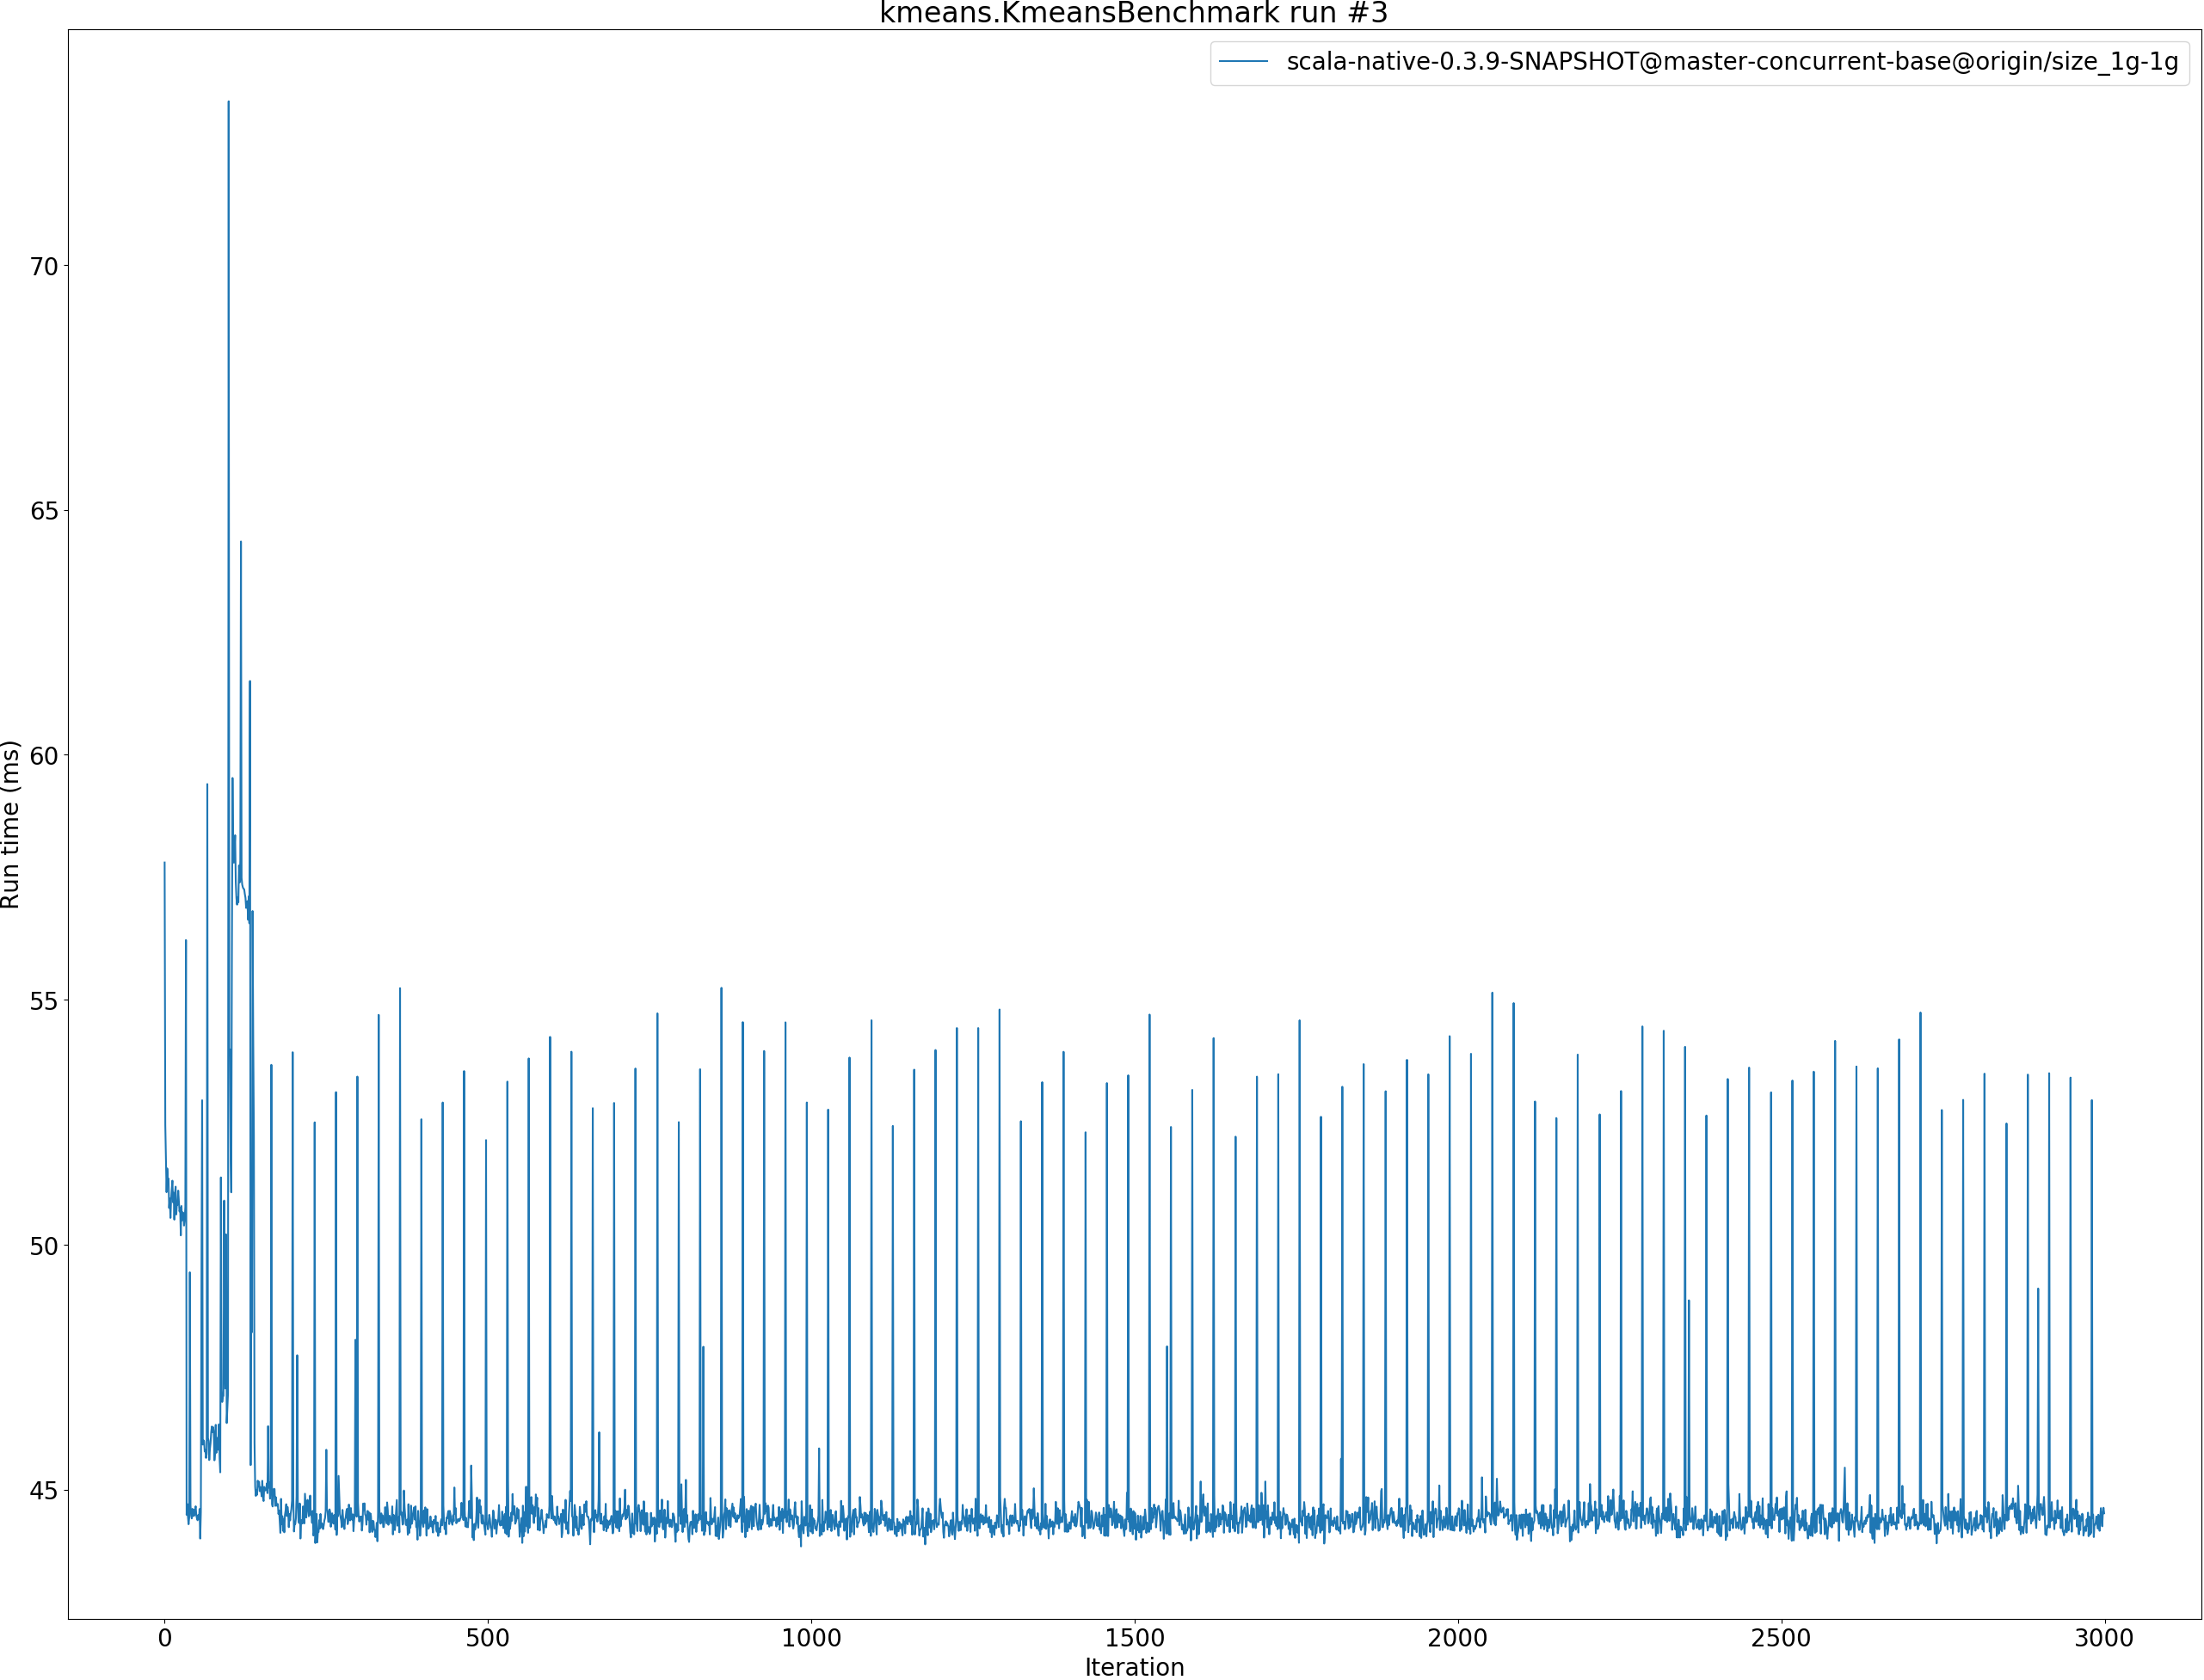 kmeans.KmeansBenchmark run #3
scala-native-0.3.9-SNAPSHOT@master-concurrent-base@origin/size_1g-1g
Run time (ms)
70
65
60
55
50
45
0 500 1000 1500 2000 2500 3000
Iteration